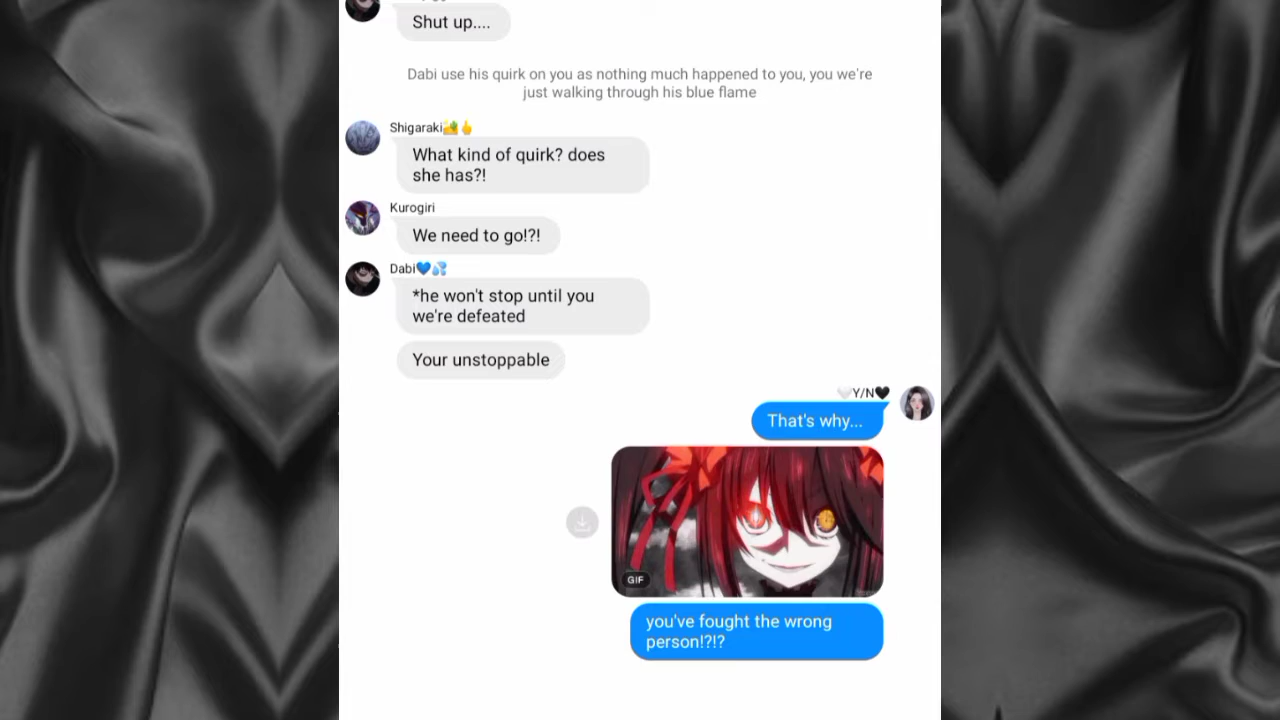 Shut up....
Dabi use his quirk on you as nothing much happened to you, you we're
just walking through his blue flame
Shigaraki🏜️🖕
What kind of quirk? does
she has?!
Kurogiri
We need to go!?!
Dabi💙💦
*he won't stop until you
we're defeated
Your unstoppable
🤍Y/N🖤
That's why...
GIF
you've fought the wrong
person!?!?